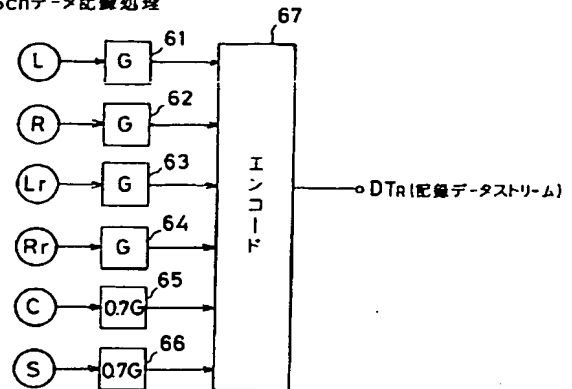 chデータ記録処理
67
L
G
61
R
G
62
Lr
G
63
Rr
G
64
C
0.7G
65
S
0.7G
66
エンコード
DTR(記録データストリーム)